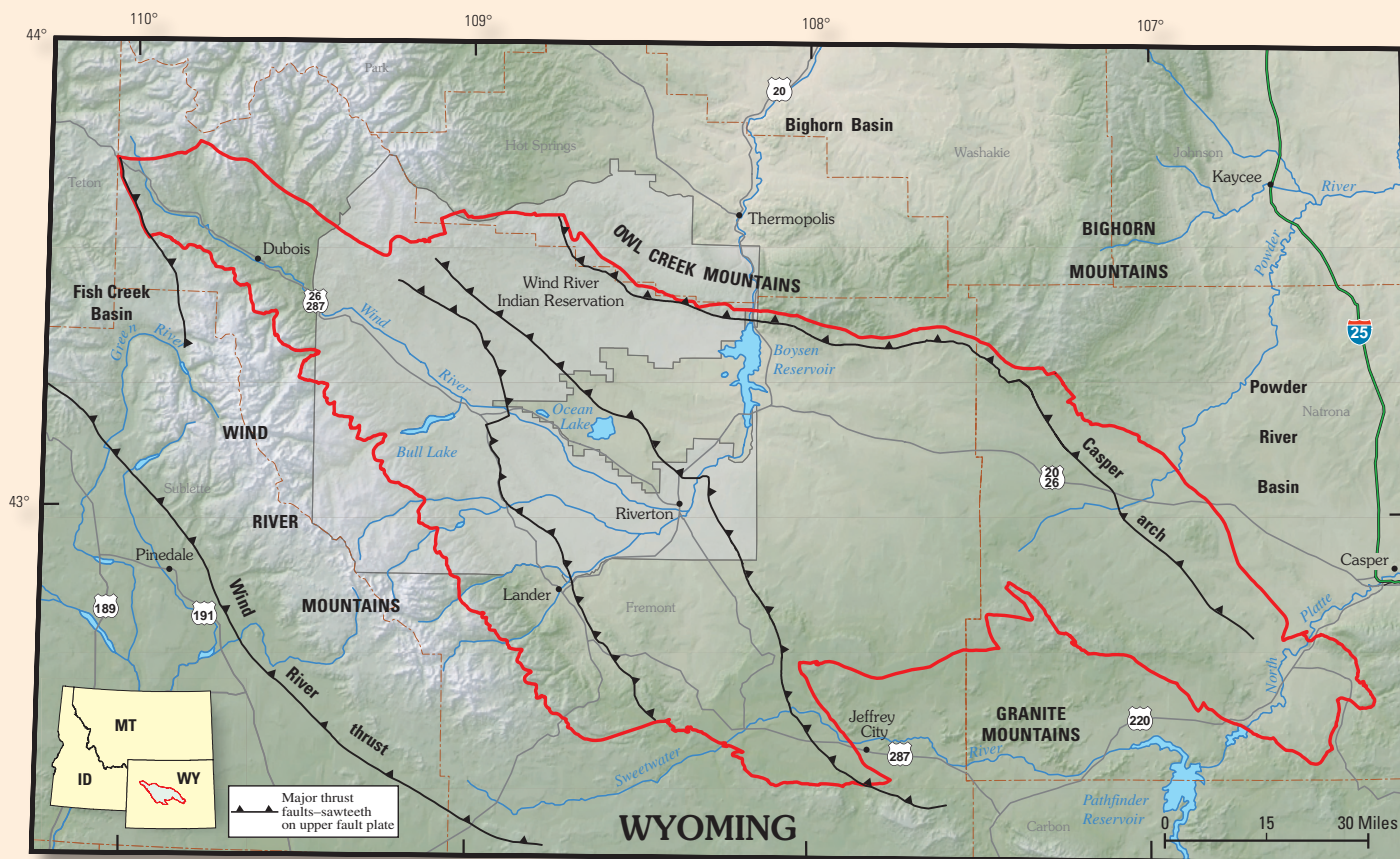 110°
109°
108°
107°
44°
Park
20
Bighorn Basin
Hot Springs
Washakie
Johnson
Kaycee
River
Teton
Thermopolis
Powder
BIGHORN
MOUNTAINS
Dubois
OWL CREEK MOUNTAINS
Wind River
Indian Reservation
Fish Creek
Basin
26
287
Wind
River
Green River
25
Boysen
Reservoir
Powder
River
Basin
Natrona
Ocean
Lake
WIND
RIVER
MOUNTAINS
Bull Lake
Casper
arch
20
26
Sublette
43°
Riverton
Pinedale
Casper
Lander
Fremont
189
191
Wind
River
thrust
Platte
North
Jeffrey
City
GRANITE
MOUNTAINS
220
287
River
Sweetwater
MT
ID
WY
Major thrust
faults–sawteeth
on upper fault plate
WYOMING
Pathfinder
Reservoir
Carbon
0 15 30 Miles